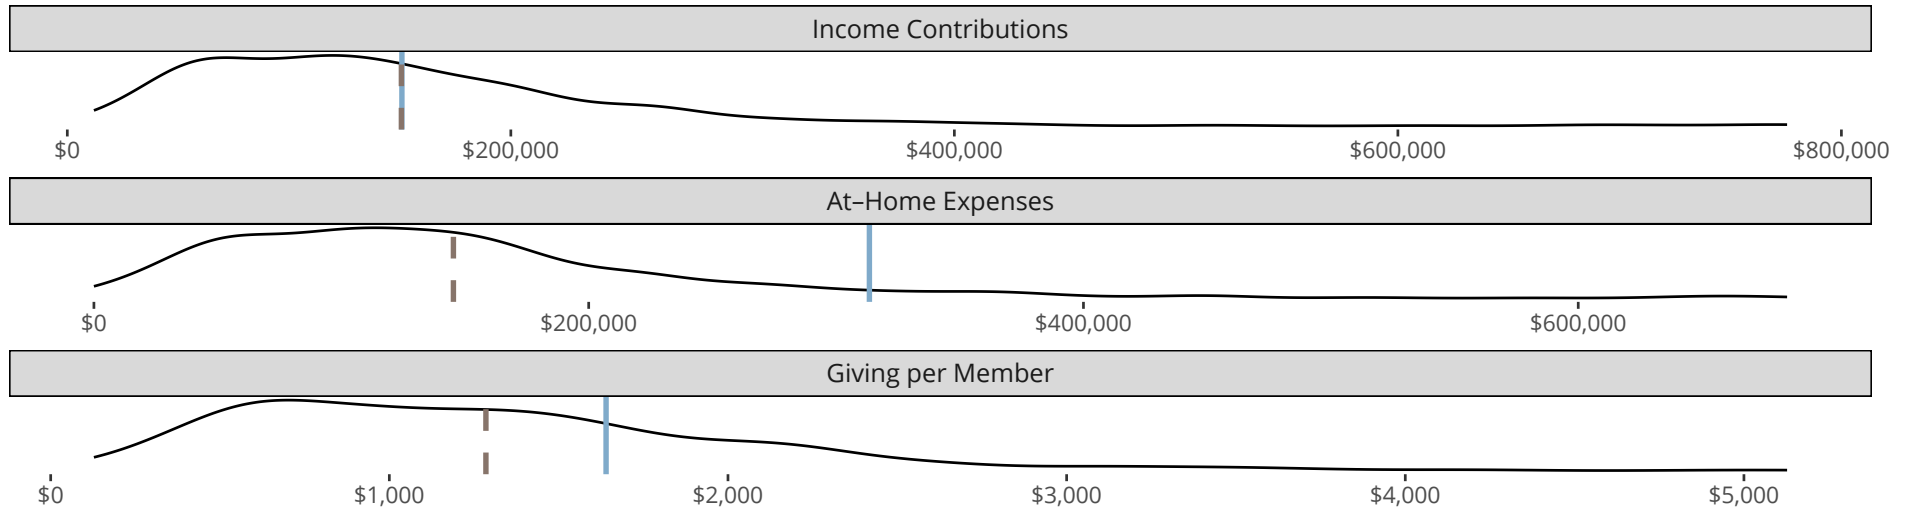 Income Contributions
$0 $200,000 $400,000 $600,000 $800,000
At–Home Expenses
$0 $200,000 $400,000 $600,000
Giving per Member
$0 $1,000 $2,000 $3,000 $4,000 $5,000